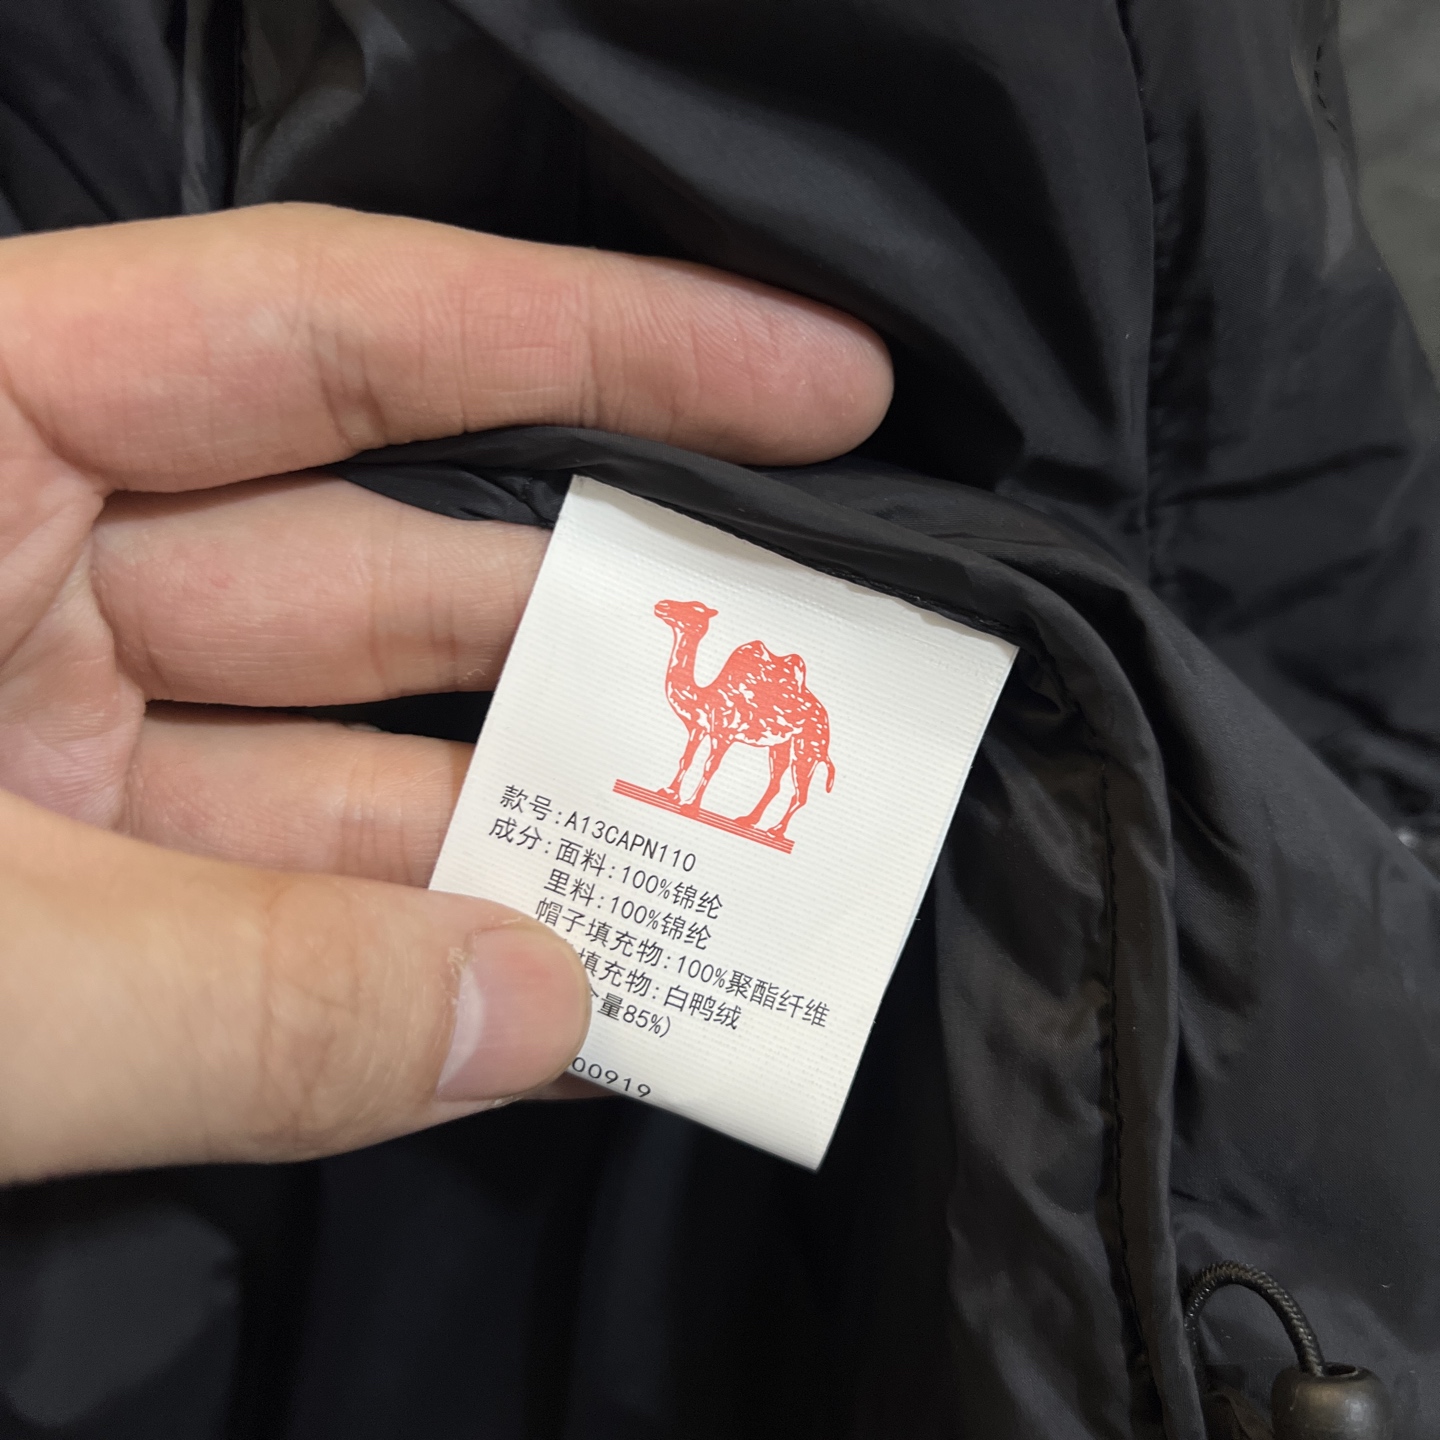 款号:A13CAPN110
成分:面料:100%锦纶
里料:100%锦纶
帽子填充物:100%聚酯纤维
填充物:白鸭绒
量85%)
00919